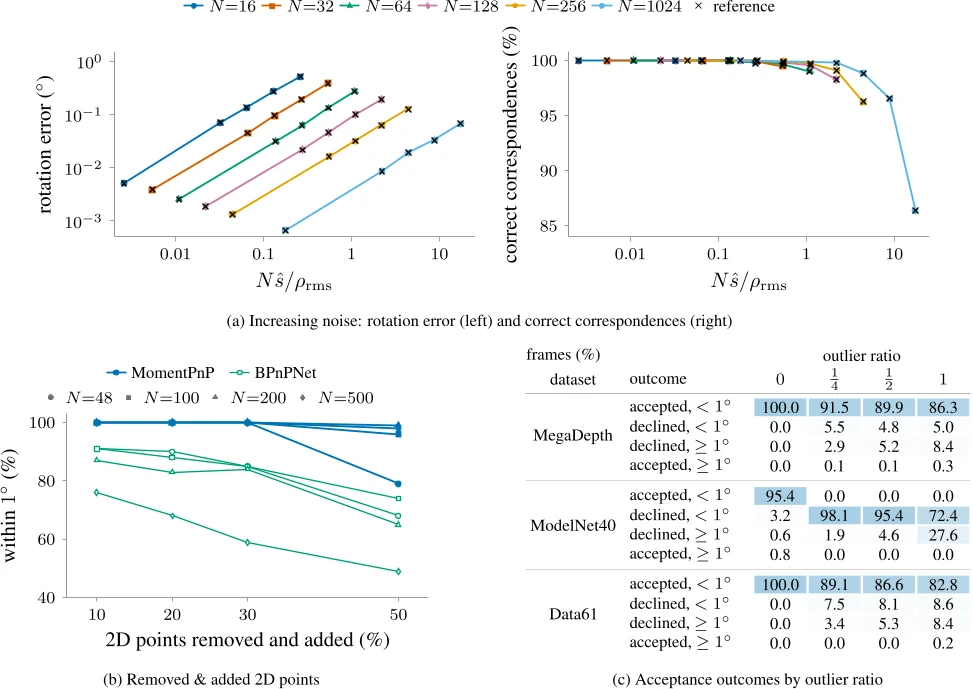 N=16 N=32 N=64 N=128 N=256 N=1024 × reference
rotation error (°)
10⁰
10⁻¹
10⁻²
10⁻³
0.01 0.1 1 10
Nŝ/ρrms
correct correspondences (%)
100
95
90
85
0.01 0.1 1 10
Nŝ/ρrms
(a) Increasing noise: rotation error (left) and correct correspondences (right)
MomentPnP BPnPNet
N=48 N=100 N=200 N=500
within 1° (%)
100
80
60
40
10 20 30 50
2D points removed and added (%)
(b) Removed & added 2D points
frames (%) outlier ratio
dataset outcome 0 1/4 1/2 1
MegaDepth
accepted, < 1° 100.0 91.5 89.9 86.3
declined, < 1° 0.0 5.5 4.8 5.0
declined, ≥ 1° 0.0 2.9 5.2 8.4
accepted, ≥ 1° 0.0 0.1 0.1 0.3
ModelNet40
accepted, < 1° 95.4 0.0 0.0 0.0
declined, < 1° 3.2 98.1 95.4 72.4
declined, ≥ 1° 0.6 1.9 4.6 27.6
accepted, ≥ 1° 0.8 0.0 0.0 0.0
Data61
accepted, < 1° 100.0 89.1 86.6 82.8
declined, < 1° 0.0 7.5 8.1 8.6
declined, ≥ 1° 0.0 3.4 5.3 8.4
accepted, ≥ 1° 0.0 0.0 0.0 0.2
(c) Acceptance outcomes by outlier ratio